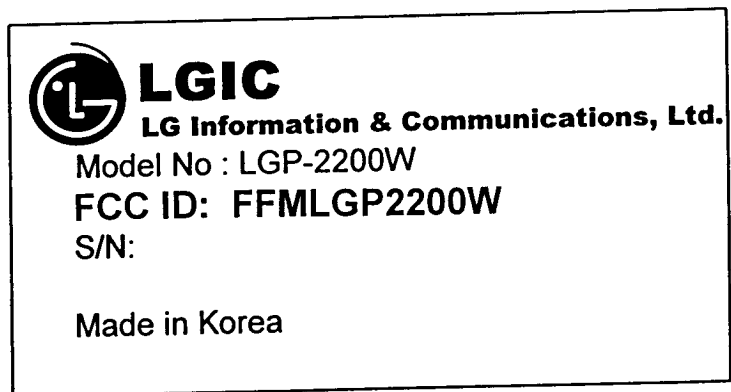 LGIC
LG Information & Communications, Ltd.
Model No : LGP-2200W
FCC ID: FFMLGP2200W
S/N:
Made in Korea